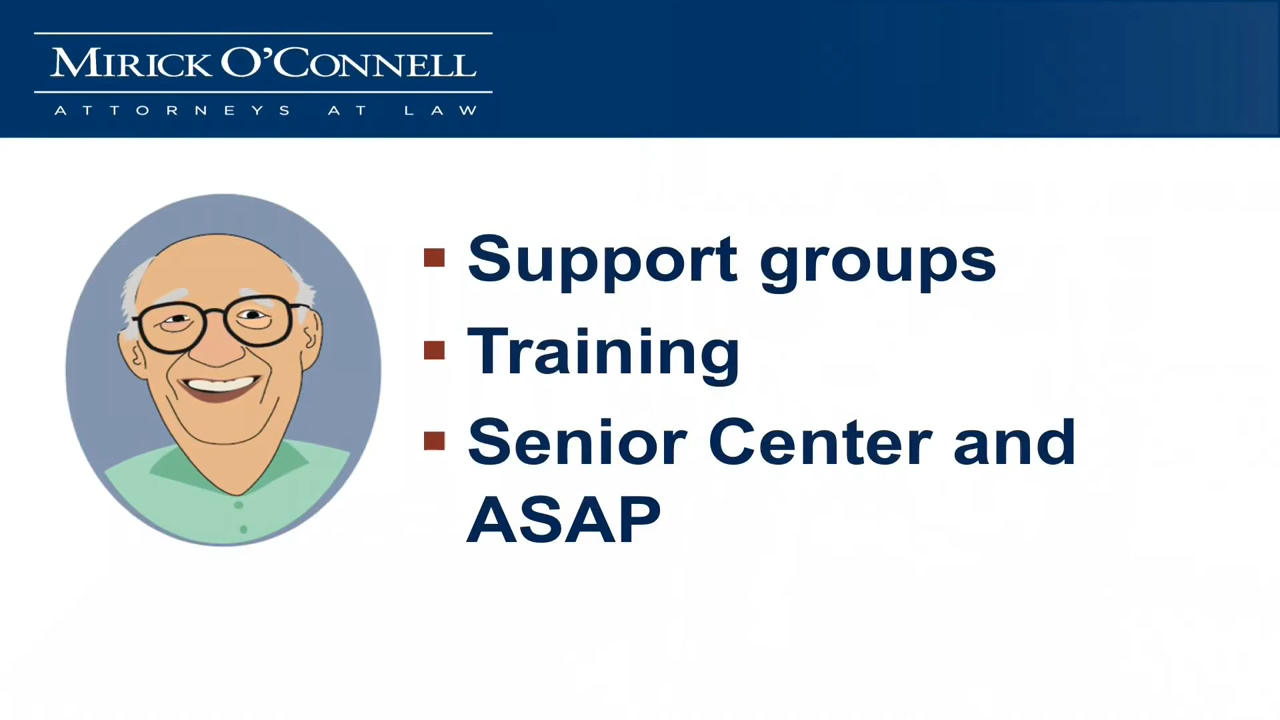 MIRICK O'CONNELL
ATTORNEYS AT LAW
Support groups
Training
Senior Center and
ASAP